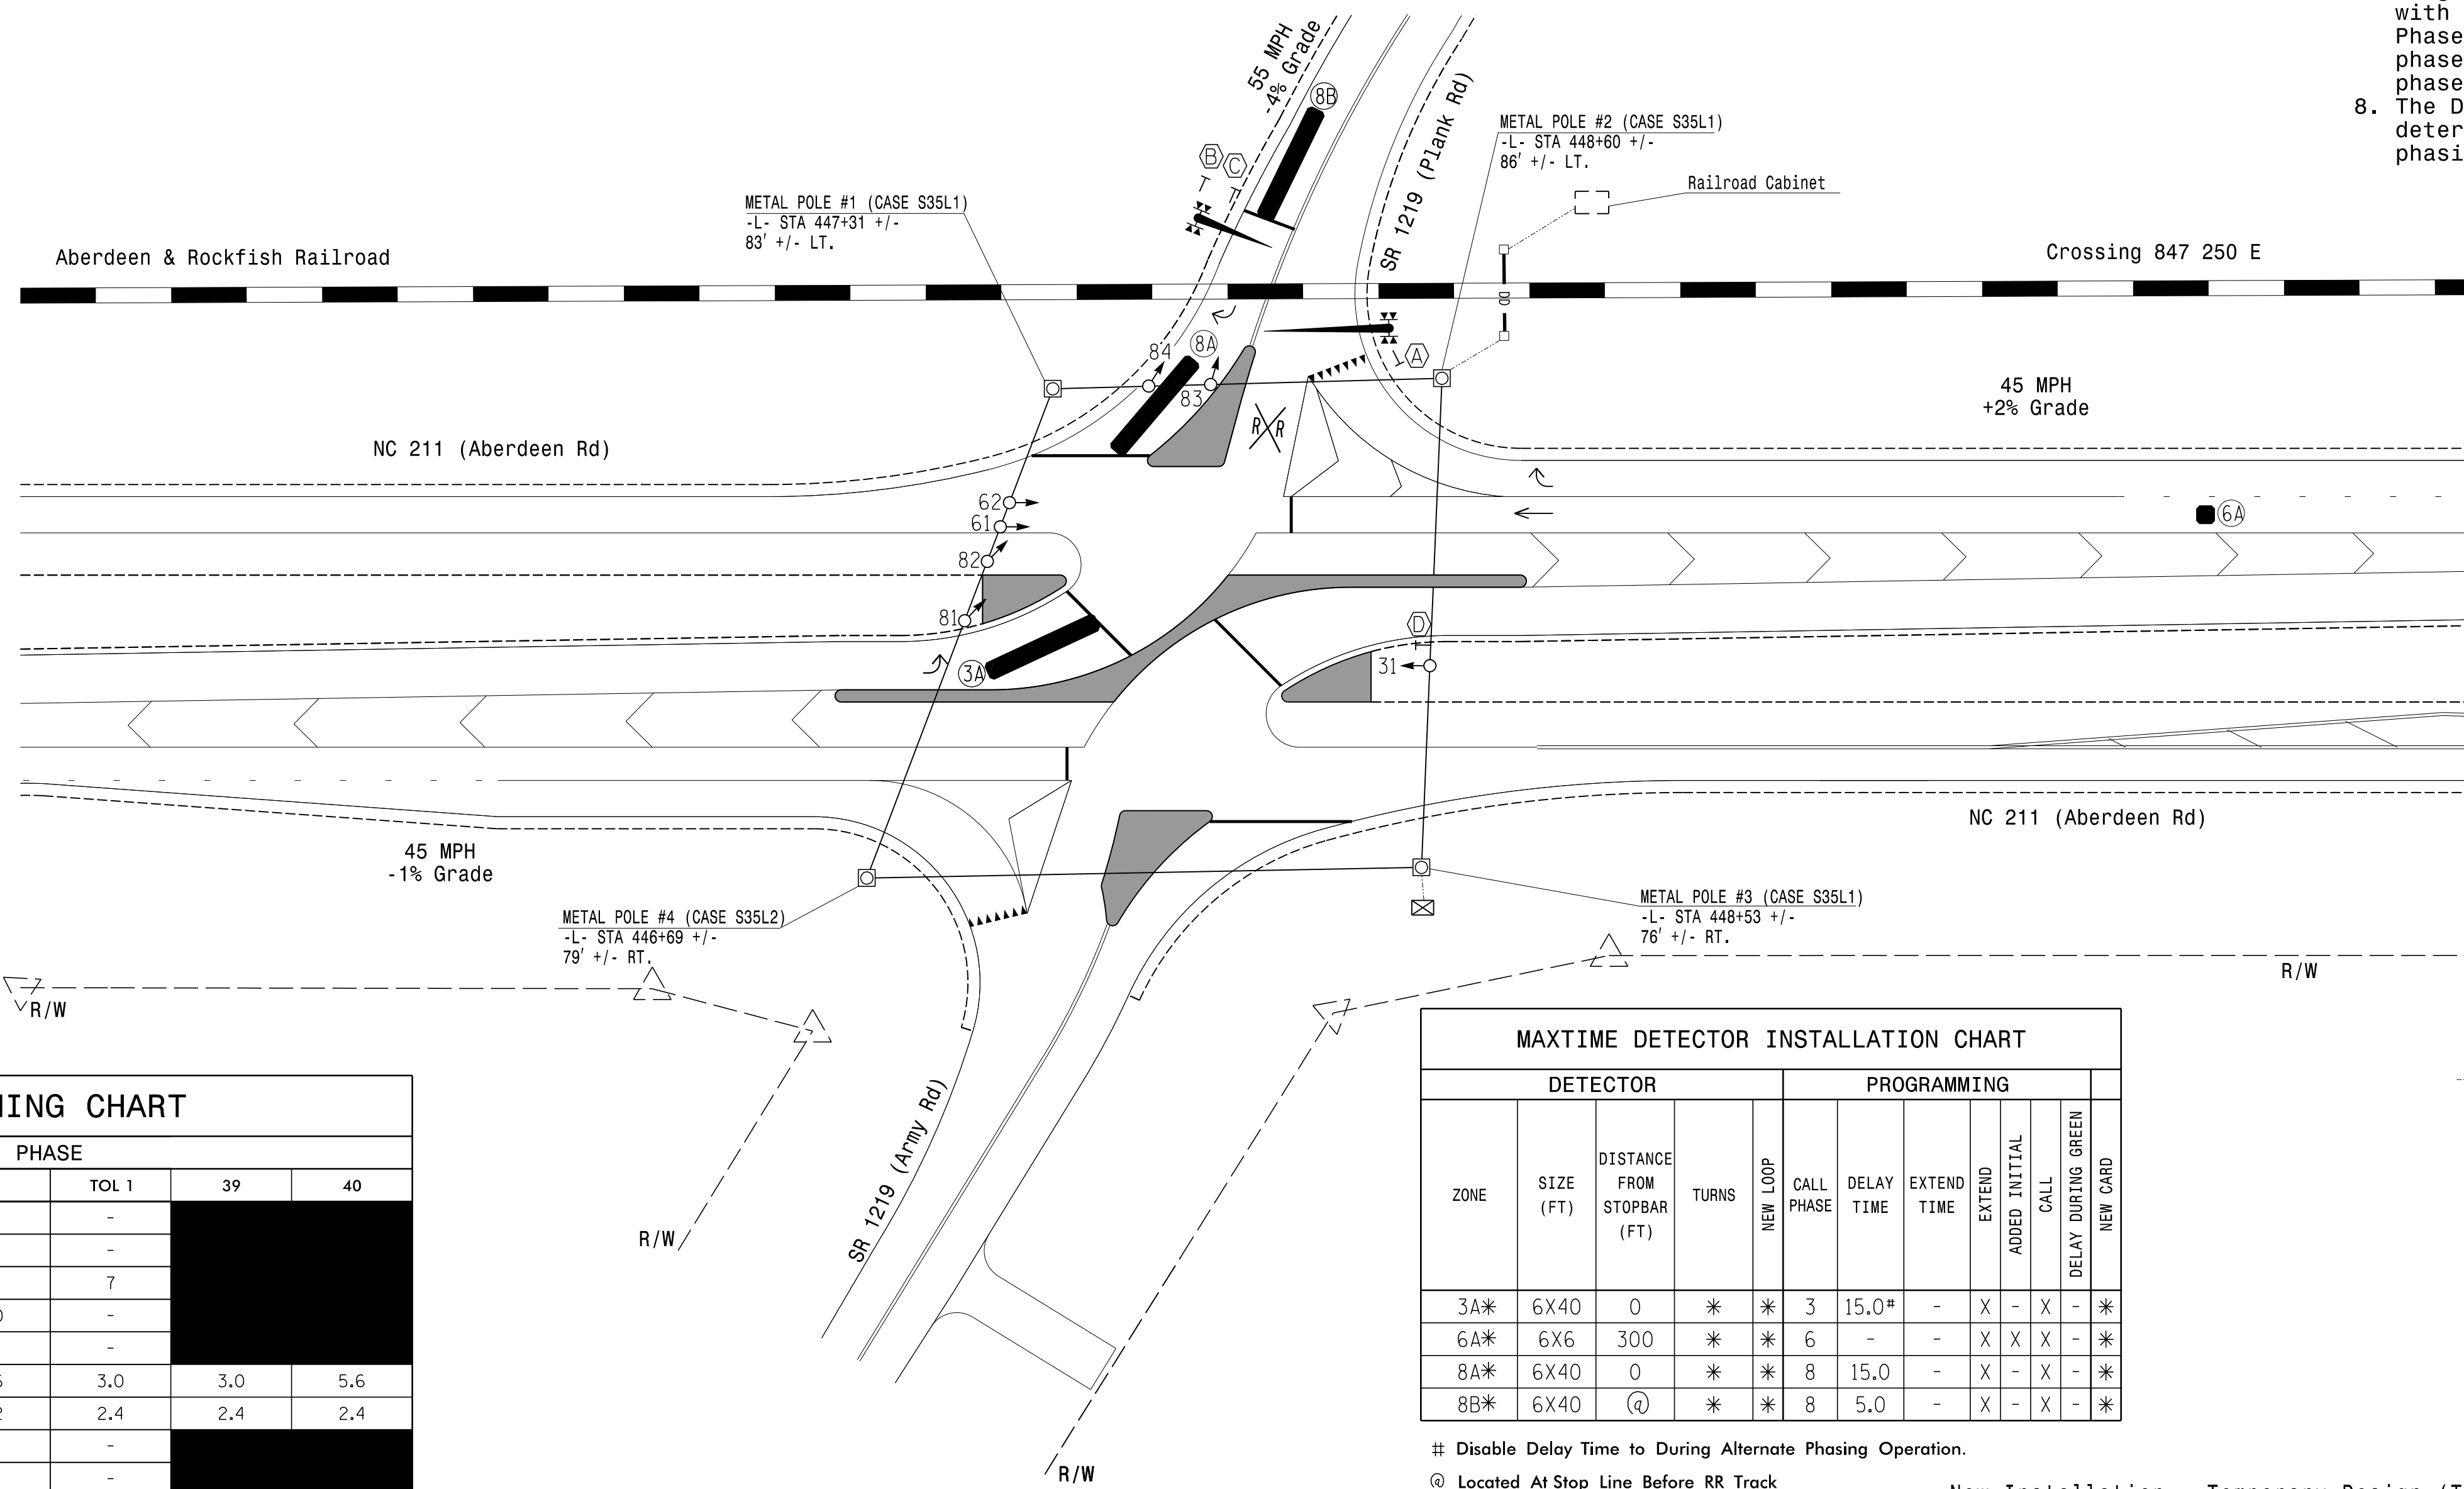 with
Phase
phase
phase
8. The D
deter
phasi
55 MPH
-4% Grade
8B
B
C
SR 1219 (Plank Rd)
METAL POLE #2 (CASE S35L1)
-L- STA 448+60 +/-
86' +/- LT.
Railroad Cabinet
METAL POLE #1 (CASE S35L1)
-L- STA 447+31 +/-
83' +/- LT.
Aberdeen & Rockfish Railroad
Crossing 847 250 E
DD
84
8A
83
A
R R
45 MPH
+2% Grade
NC 211 (Aberdeen Rd)
62
61
82
81
6A
3A
D
31
NC 211 (Aberdeen Rd)
45 MPH
-1% Grade
METAL POLE #4 (CASE S35L2)
-L- STA 446+69 +/-
79' +/- RT.
METAL POLE #3 (CASE S35L1)
-L- STA 448+53 +/-
76' +/- RT.
R/W
R/W
R/W
R/W
SR 1219 (Army Rd)
ING CHART
PHASE
TOL 1 39 40
-
-
7
-
-
3.0 3.0 5.6
2.4 2.4 2.4
-
-
MAXTIME DETECTOR INSTALLATION CHART
DETECTOR PROGRAMMING
ZONE SIZE (FT) DISTANCE FROM STOPBAR (FT) TURNS NEW LOOP CALL PHASE DELAY TIME EXTEND TIME EXTEND ADDED INITIAL CALL DELAY DURING GREEN NEW CARD
3A* 6X40 0 * * 3 15.0# - X - X - *
6A* 6X6 300 * * 6 - - X X X - *
8A* 6X40 0 * * 8 15.0 - X - X - *
8B* 6X40 @ * * 8 5.0 - X - X - *
# Disable Delay Time to During Alternate Phasing Operation.
@ Located At Stop Line Before RR Track
New Installation - Temporary Design